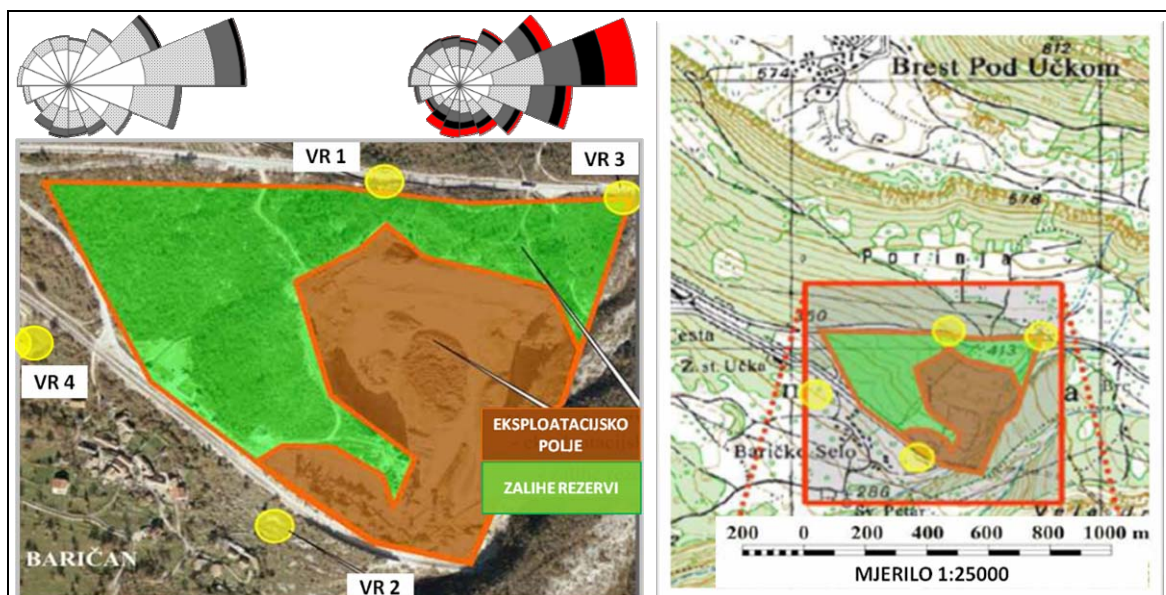 VR 1
VR 3
VR 4
EKSPLOATACIJSKO
POLJE
ZALIHE REZERVI
BARIČAN
VR 2
812
574
Brest Pod Učkom
578
Porinja
350
413
esta
Z. st. Učka
a
Baričko Selo
286
Sv. Petar
200 0 200 400 600 800 1000 m
MJERILO 1:25000